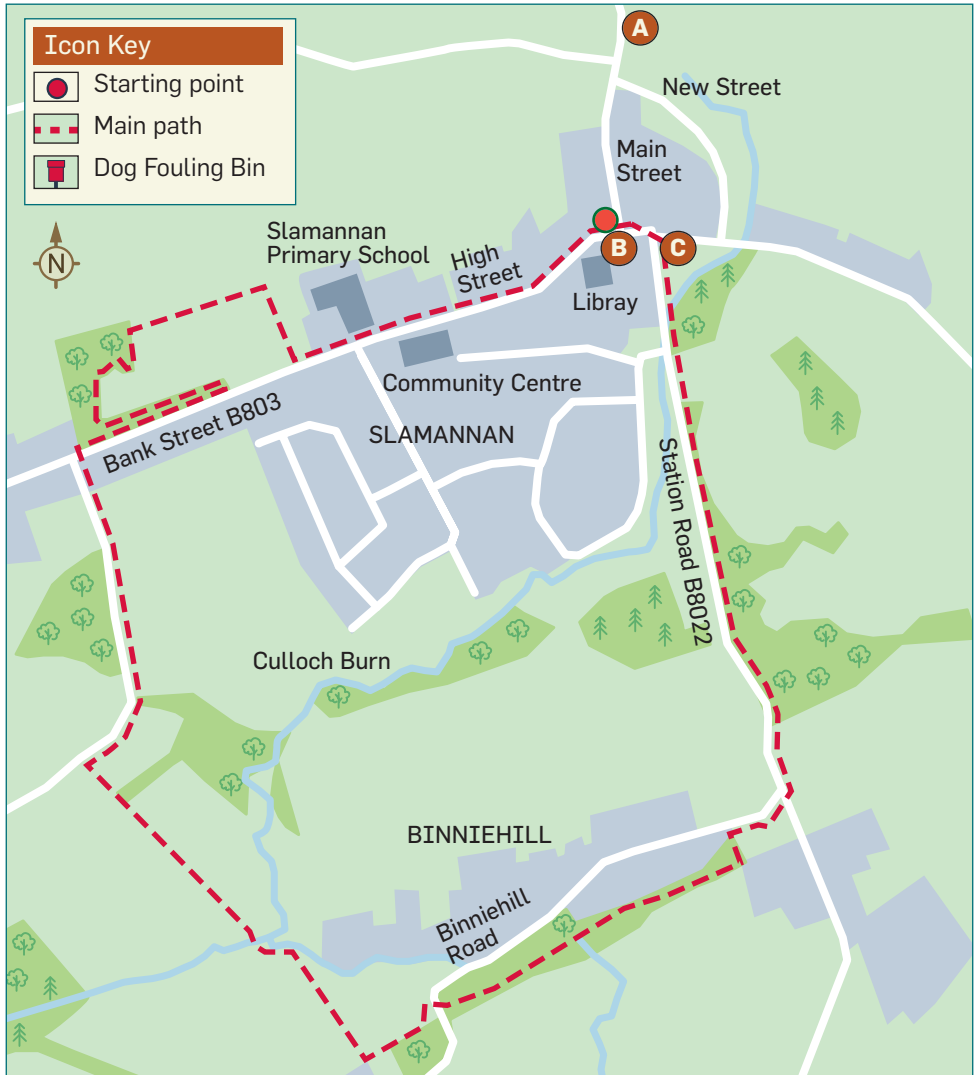 Icon Key
Starting point
Main path
Dog Fouling Bin
N
A
New Street
Main
Street
Slamannan
Primary School
High
Street
B
C
Libray
Community Centre
Bank Street B803
SLAMANNAN
Station Road B8022
Culloch Burn
BINNIEHILL
Binniehill
Road